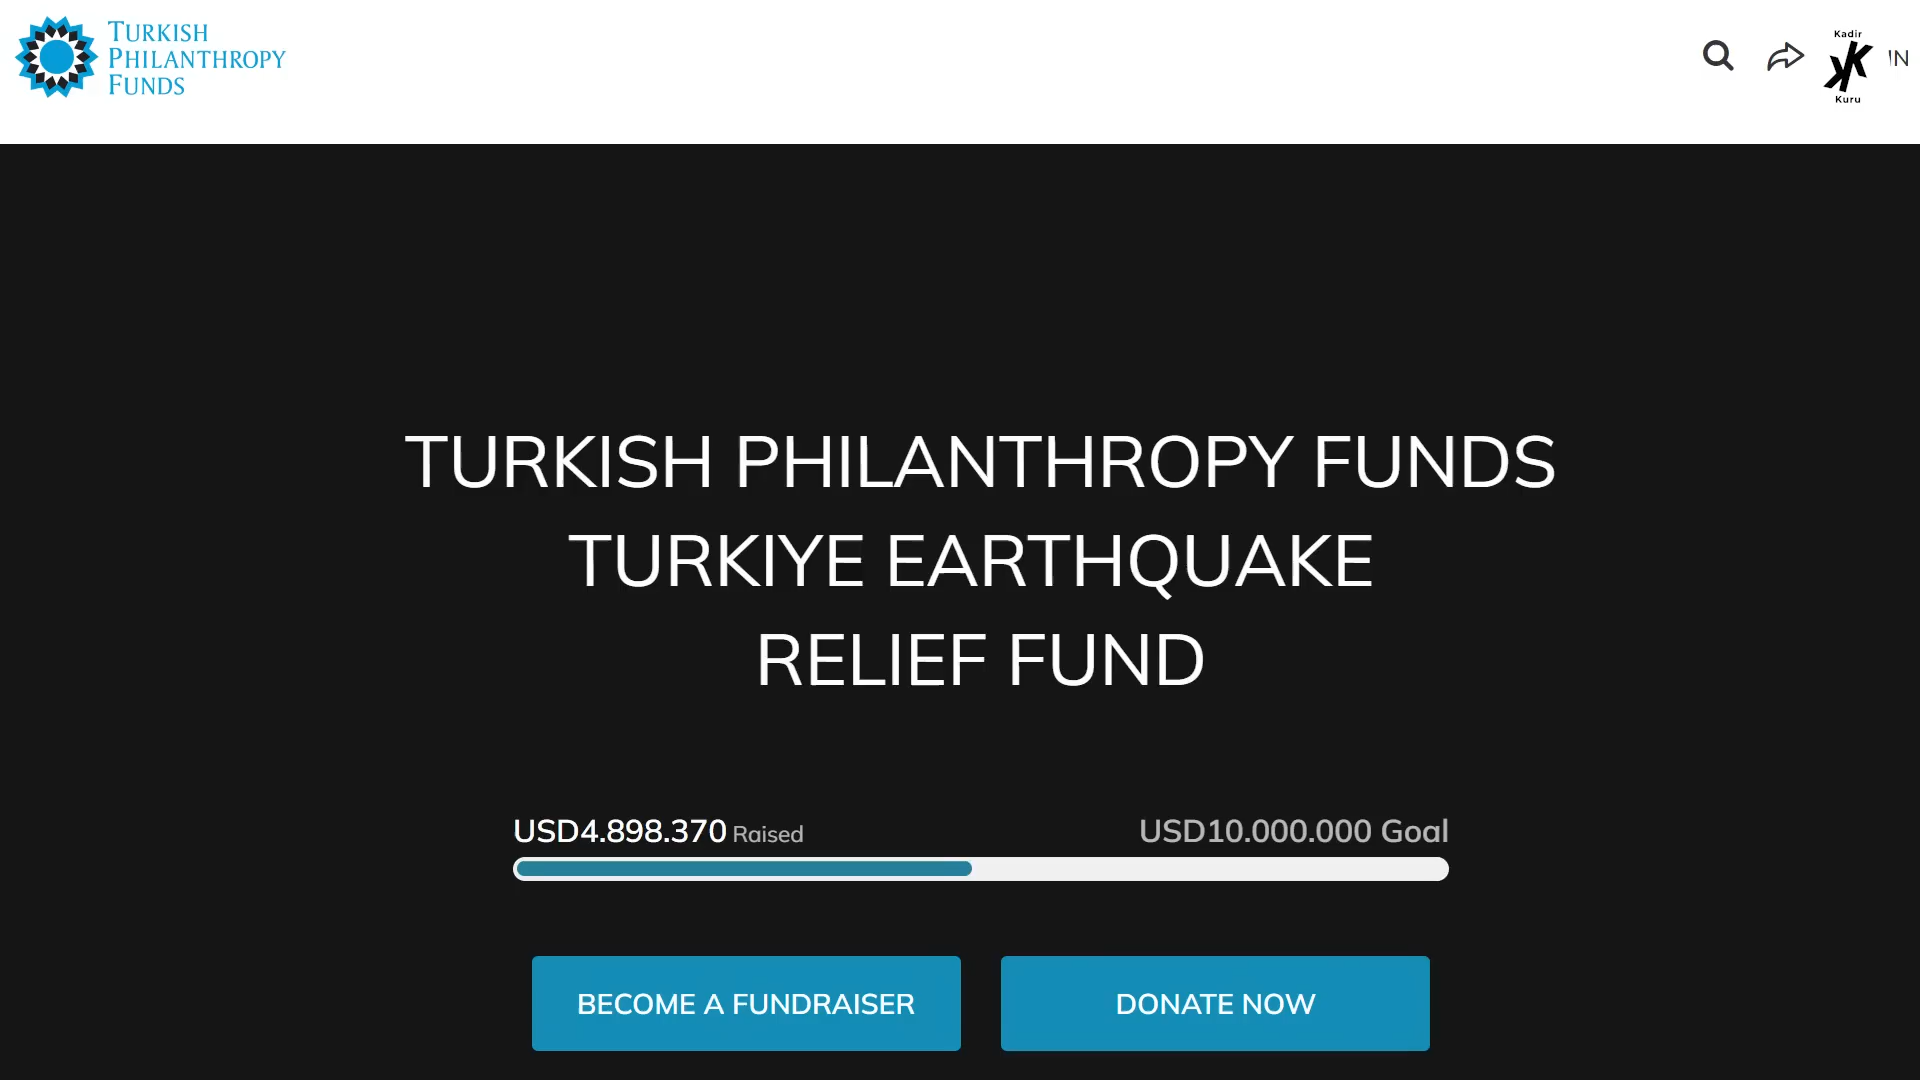 TURKISH
PHILANTHROPY
FUNDS
Kadir
Kuru
IN
TURKISH PHILANTHROPY FUNDS
TURKIYE EARTHQUAKE
RELIEF FUND
USD4.898.370 Raised
USD10.000.000 Goal
BECOME A FUNDRAISER
DONATE NOW